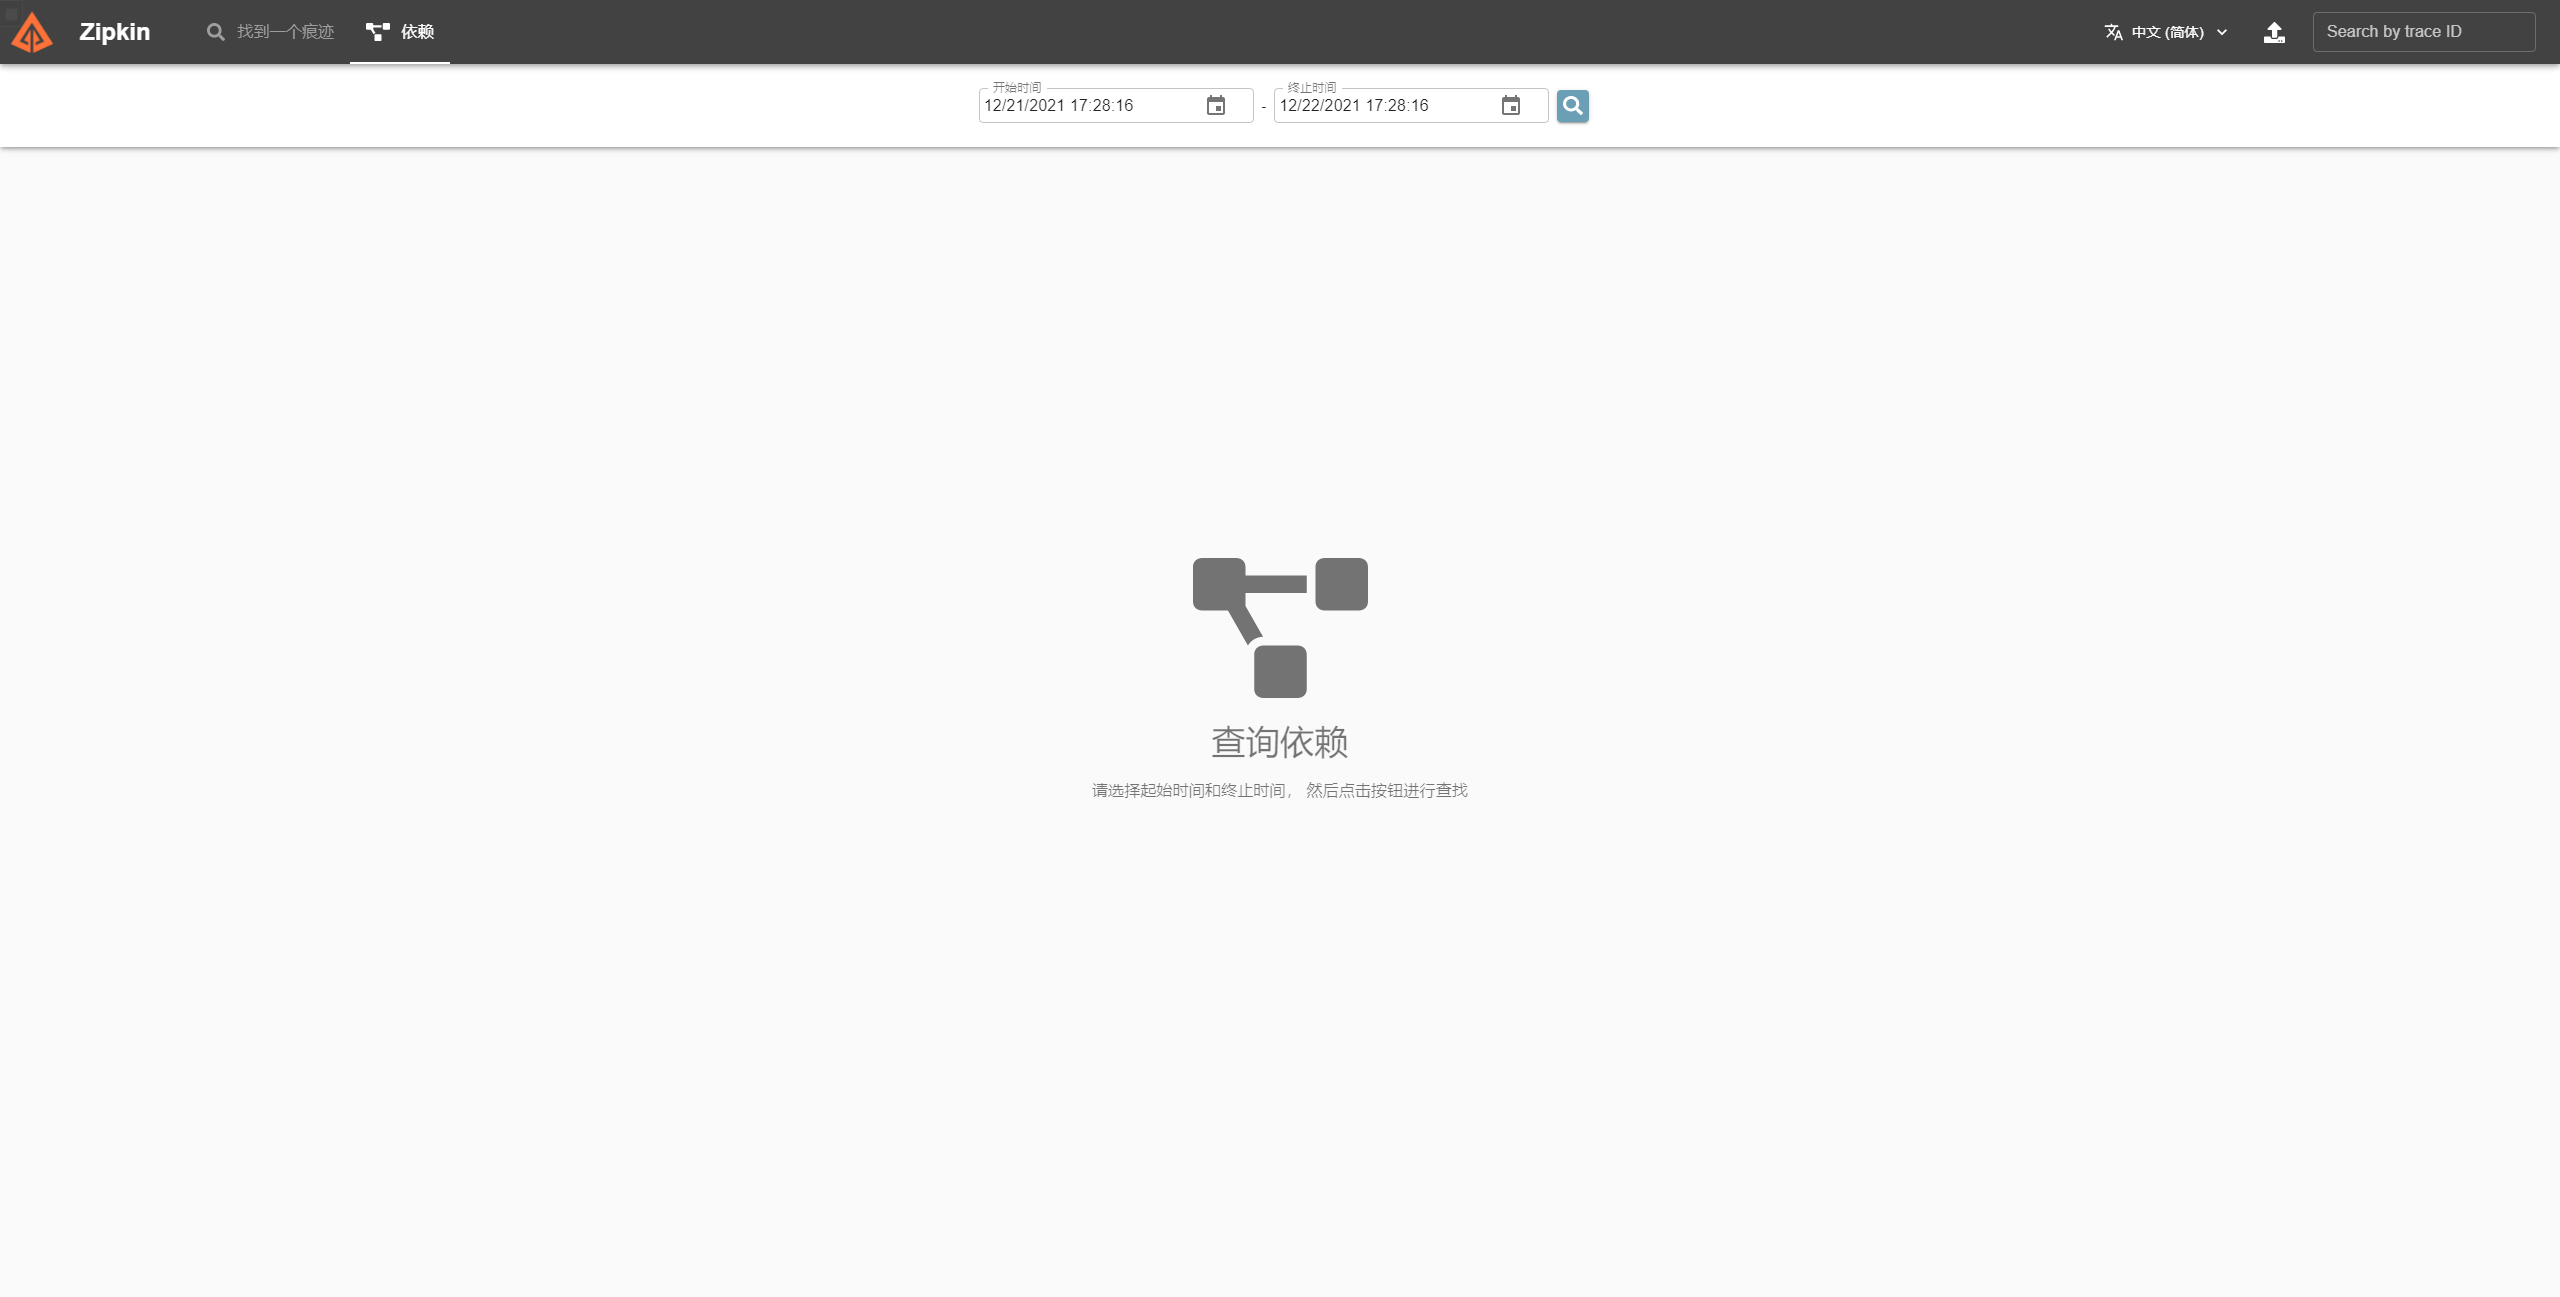 Zipkin
找到一个痕迹
依赖
中文 (简体)
Search by trace ID
开始时间
12/21/2021 17:28:16
-
终止时间
12/22/2021 17:28:16
查询依赖
请选择起始时间和终止时间， 然后点击按钮进行查找